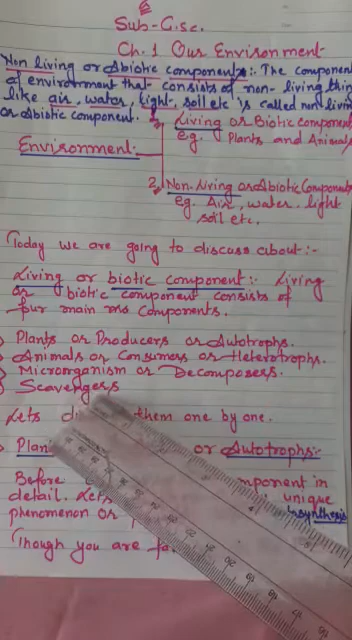 Sub-G.sc.
Ch. 1 Our Environment
Non living or Abiotic component:- The component
of environment that consists of non-living thin
like air, water, light, soil etc is called non livin
or abiotic component.
1. Living or Biotic Component
e.g. Plants and Animals
Environment:-
2. Non-living or Abiotic Components
e.g. Air, water, light
soil etc.
Today we are going to discuss about:-
Living or biotic component:- Living
or biotic component consists of
four main components.
Plants or Producers or Autotrophs.
Animals or Consumers or Heterotrophs.
Microorganism or Decomposers.
Scavengers
Lets them one by one.
or Autotrophs:-
Before component in
detail. Lets unique
phenomenon or
Though you are